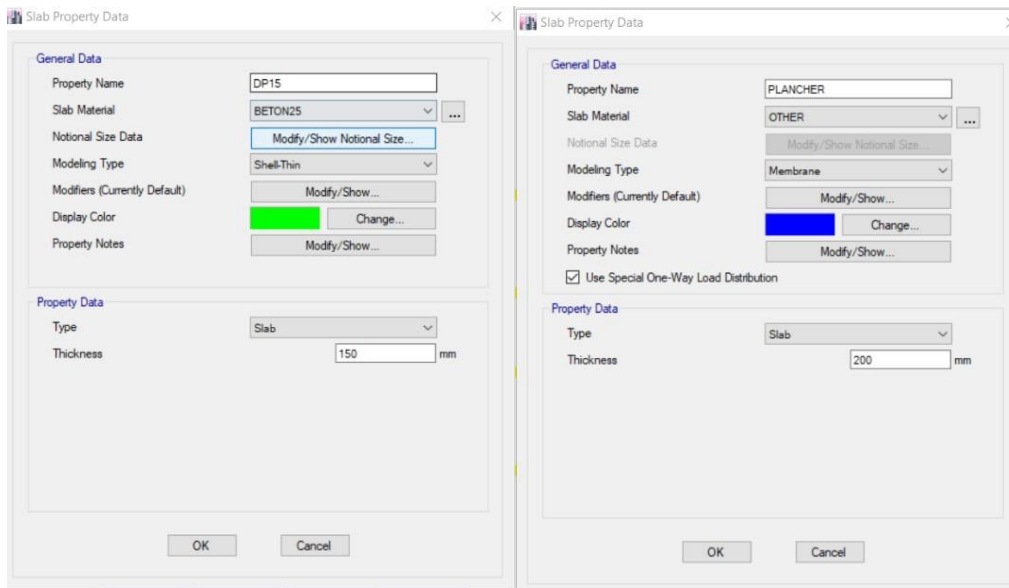 Slab Property Data
General Data
Property Name DP15
Slab Material BETON25 ...
Notional Size Data Modify/Show Notional Size...
Modeling Type Shell-Thin
Modifiers (Currently Default) Modify/Show...
Display Color Change...
Property Notes Modify/Show...
Property Data
Type Slab
Thickness 150 mm
OK Cancel
Slab Property Data
General Data
Property Name PLANCHER
Slab Material OTHER ...
Notional Size Data Modify/Show Notional Size...
Modeling Type Membrane
Modifiers (Currently Default) Modify/Show...
Display Color Change...
Property Notes Modify/Show...
Use Special One-Way Load Distribution
Property Data
Type Slab
Thickness 200 mm
OK Cancel